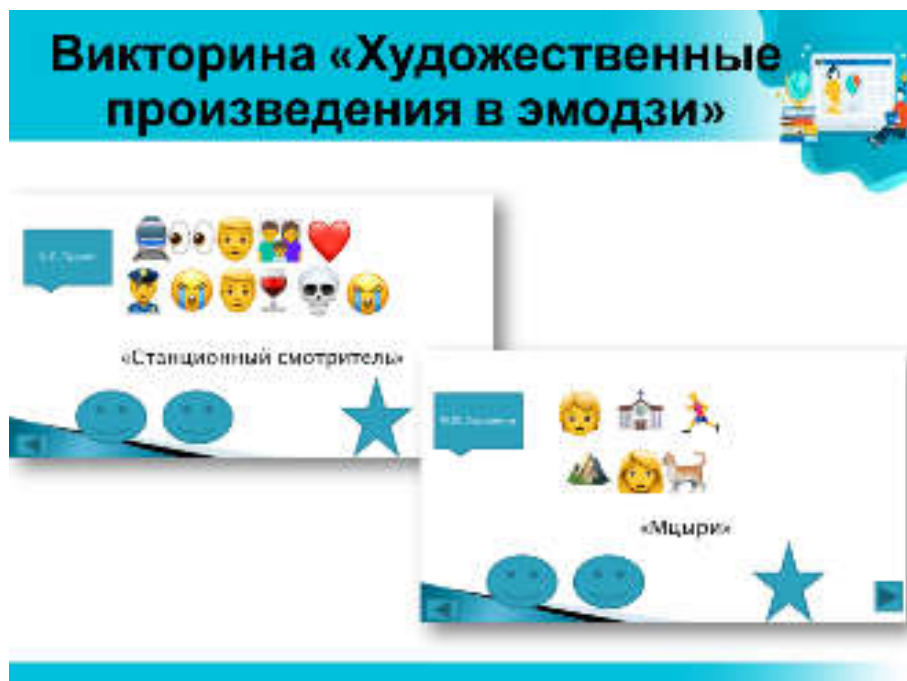 Викторина «Художественные
произведения в эмодзи»
«Станционный смотритель»
«Мцыри»